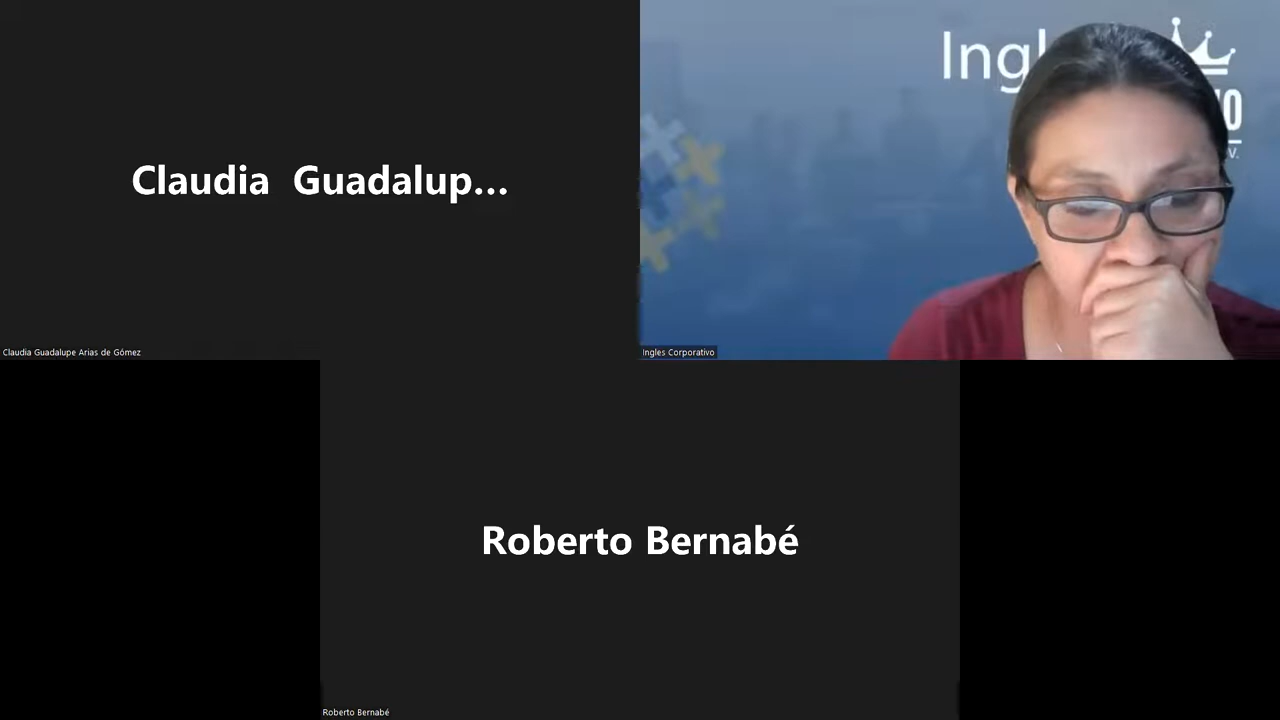 Claudia Guadalup...
Claudia Guadalupe Arias de Gómez
Ingl
O
V.
Ingles Corporativo
Roberto Bernabé
Roberto Bernabé